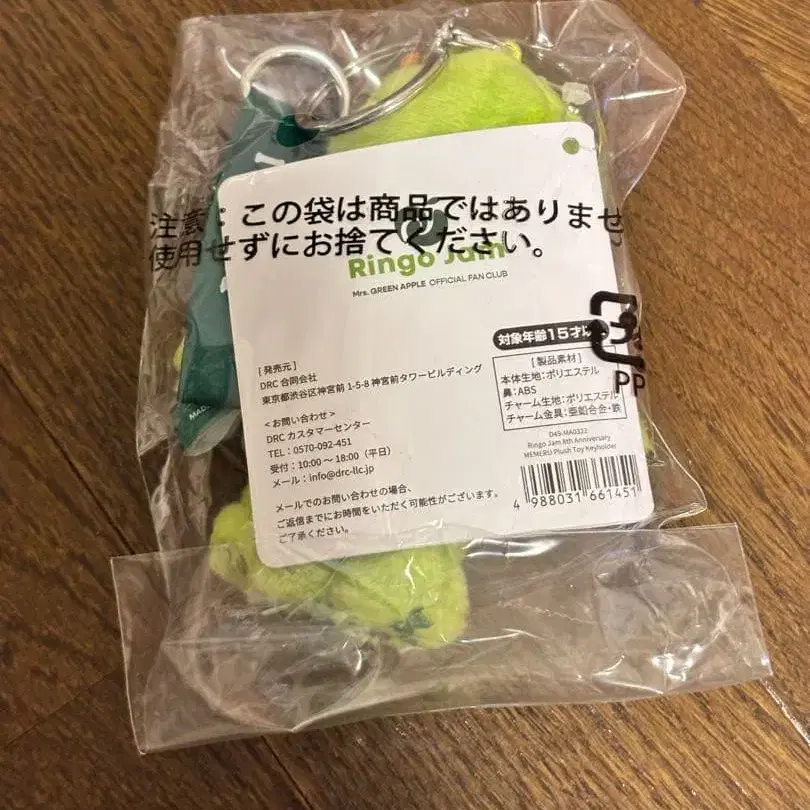 注意：この袋は商品ではありませ
使用せずにお捨てください。
Ringo Jam
Mrs. GREEN APPLE OFFICIAL FAN CLUB
対象年齢15才以
[発売元]
DRC 合同会社
東京都渋谷区神宮前 1-5-8 神宮前タワービルディング
<お問い合わせ>
DRC カスタマーセンター
TEL：0570-092-451
受付：10:00 ～ 18:00（平日）
メール：info@drc-llc.jp
メールでのお問い合わせの場合、
ご返信までにお時間をいただく可能性がございます。
ご了承ください。
[製品素材]
本体生地：ポリエステル
鼻：ABS
チャーム生地：ポリエステル
チャーム金具：亜鉛合金・鉄
PP
D49-MA0322
Ringo Jam 8th Anniversary
MEMERU Plush Toy Keyholder
4 988031 661451
MADE